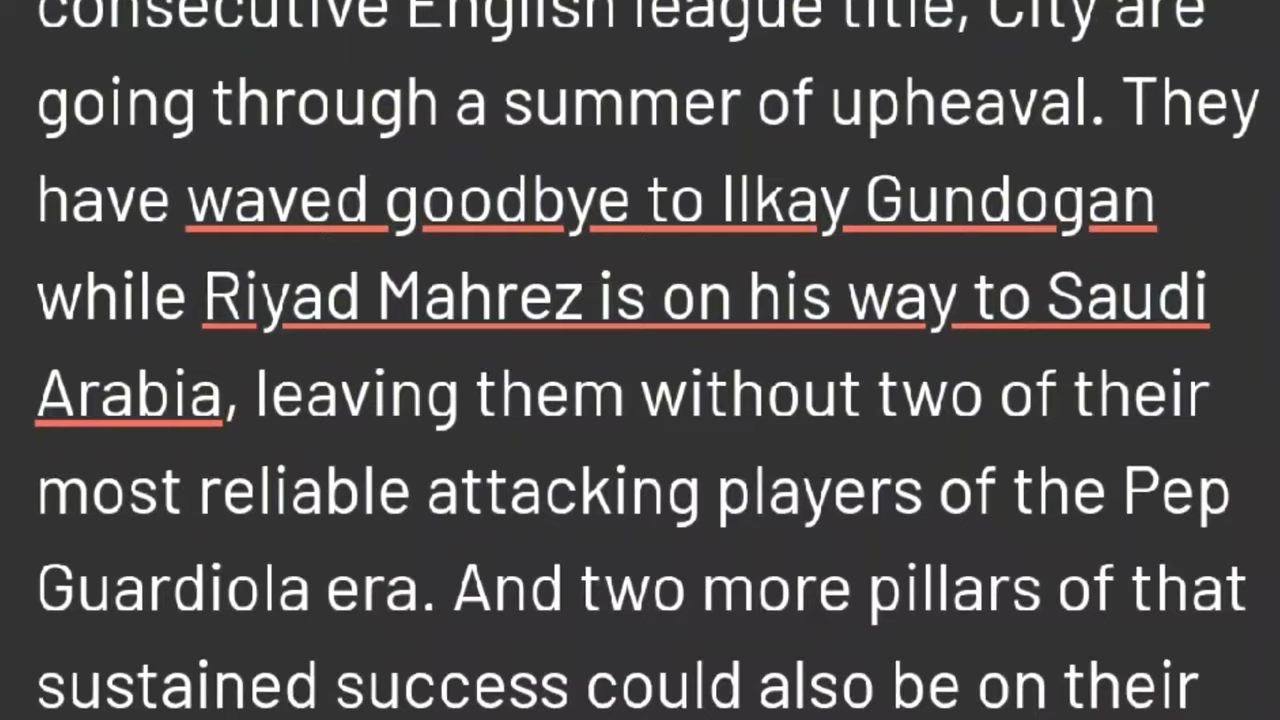 consecutive English league title, City are
going through a summer of upheaval. They
have waved goodbye to Ilkay Gundogan
while Riyad Mahrez is on his way to Saudi
Arabia, leaving them without two of their
most reliable attacking players of the Pep
Guardiola era. And two more pillars of that
sustained success could also be on their